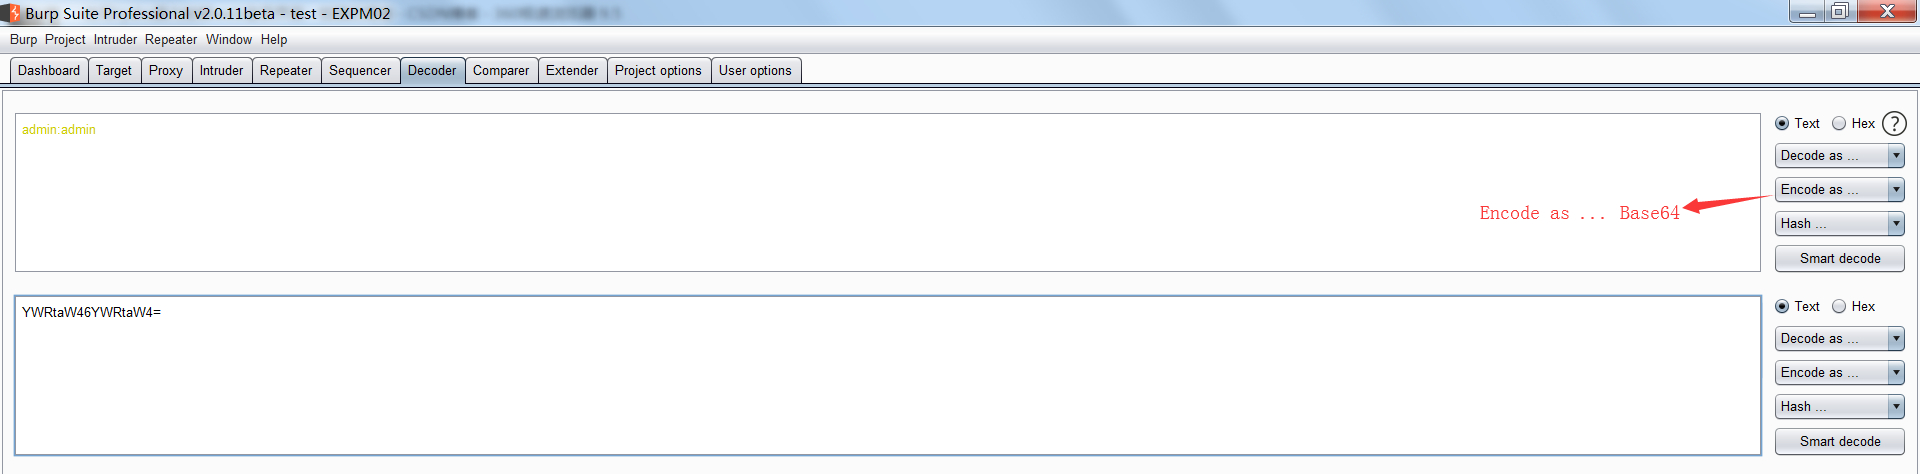 Burp Suite Professional v2.0.11beta - test - EXPM02
Burp Project Intruder Repeater Window Help
Dashboard Target Proxy Intruder Repeater Sequencer Decoder Comparer Extender Project options User options
admin:admin
Text Hex ?
Decode as ...
Encode as ...
Encode as ... Base64
Hash ...
Smart decode
YWRtaW46YWRtaW4=
Text Hex
Decode as ...
Encode as ...
Hash ...
Smart decode